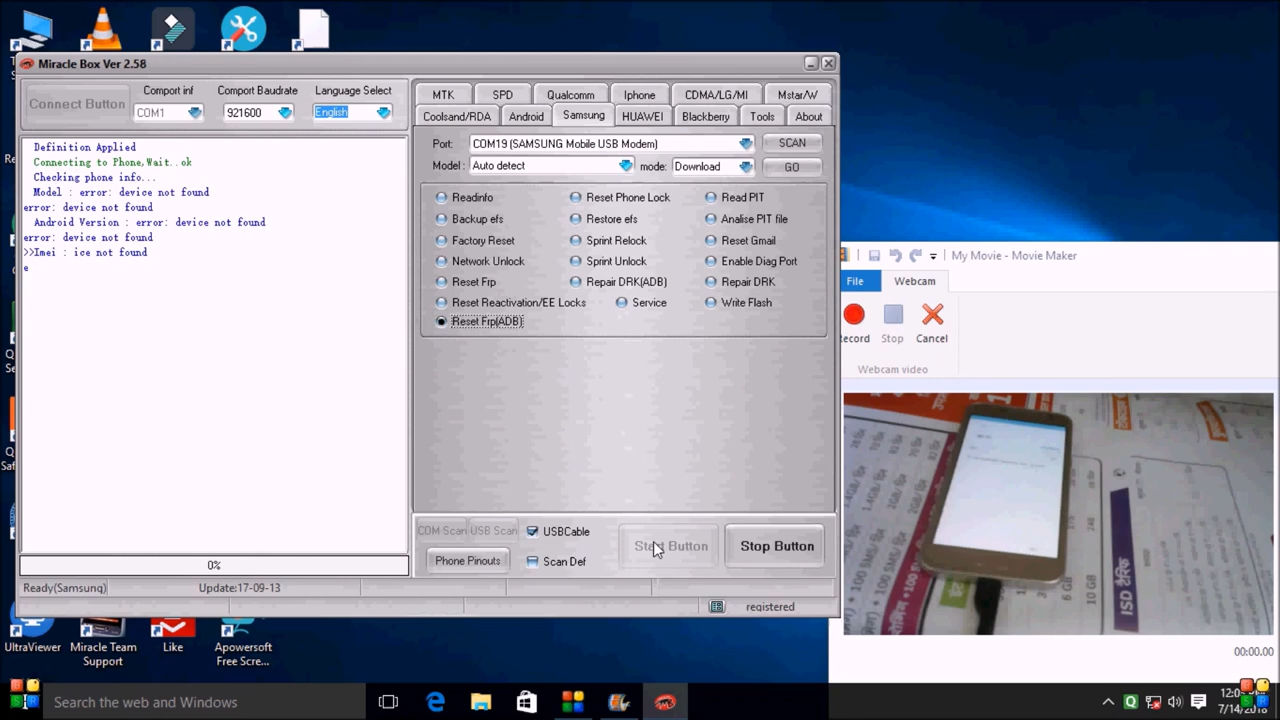 Miracle Box Ver 2.58
Connect Button
Comport inf
Comport Baudrate
Language Select
COM1
921600
English
Definition Applied
Connecting to Phone,Wait..ok
Checking phone info...
Model : error: device not found
error: device not found
Android Version : error: device not found
error: device not found
>>Imei : ice not found
e
0%
Ready(Samsung)
Update:17-09-13
MTK
SPD
Qualcomm
Iphone
CDMA/LG/MI
Mstar/W
Coolsand/RDA
Android
Samsung
HUAWEI
Blackberry
Tools
About
Port:
COM19 (SAMSUNG Mobile USB Modem)
SCAN
Model :
Auto detect
mode:
Download
GO
Readinfo
Reset Phone Lock
Read PIT
Backup efs
Restore efs
Analise PIT file
Factory Reset
Sprint Relock
Reset Gmail
Network Unlock
Sprint Unlock
Enable Diag Port
Reset Frp
Repair DRK(ADB)
Repair DRK
Reset Reactivation/EE Locks
Service
Write Flash
Reset Frp(ADB)
COM Scan
USB Scan
USBCable
Start Button
Stop Button
Phone Pinouts
Scan Def
registered
My Movie - Movie Maker
File
Webcam
Stop
Cancel
Webcam video
ISD टैरिफ
00:00.00
UltraViewer
Miracle Team
Support
Like
Apowersoft
Free Scre...
Search the web and Windows